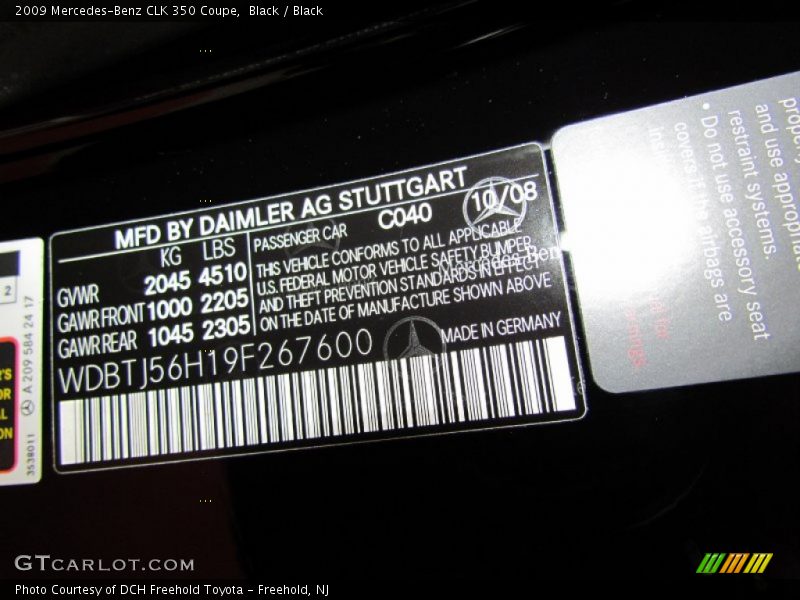 2009 Mercedes-Benz CLK 350 Coupe, Black / Black
MFD BY DAIMLER AG STUTTGART
KG LBS
GVWR 2045 4510
GAWR FRONT 1000 2205
GAWR REAR 1045 2305
PASSENGER CAR C040 10/08
THIS VEHICLE CONFORMS TO ALL APPLICABLE
U.S. FEDERAL MOTOR VEHICLE SAFETY BUMPER
AND THEFT PREVENTION STANDARDS IN EFFECT
ON THE DATE OF MANUFACTURE SHOWN ABOVE
WDBTJ56H19F267600 MADE IN GERMANY
2
A 209 584 24 17
3538011
and use appropriate
restraint systems.
• Do not use accessory seat
covers if the airbags are
GTCARLOT.COM
Photo Courtesy of DCH Freehold Toyota - Freehold, NJ